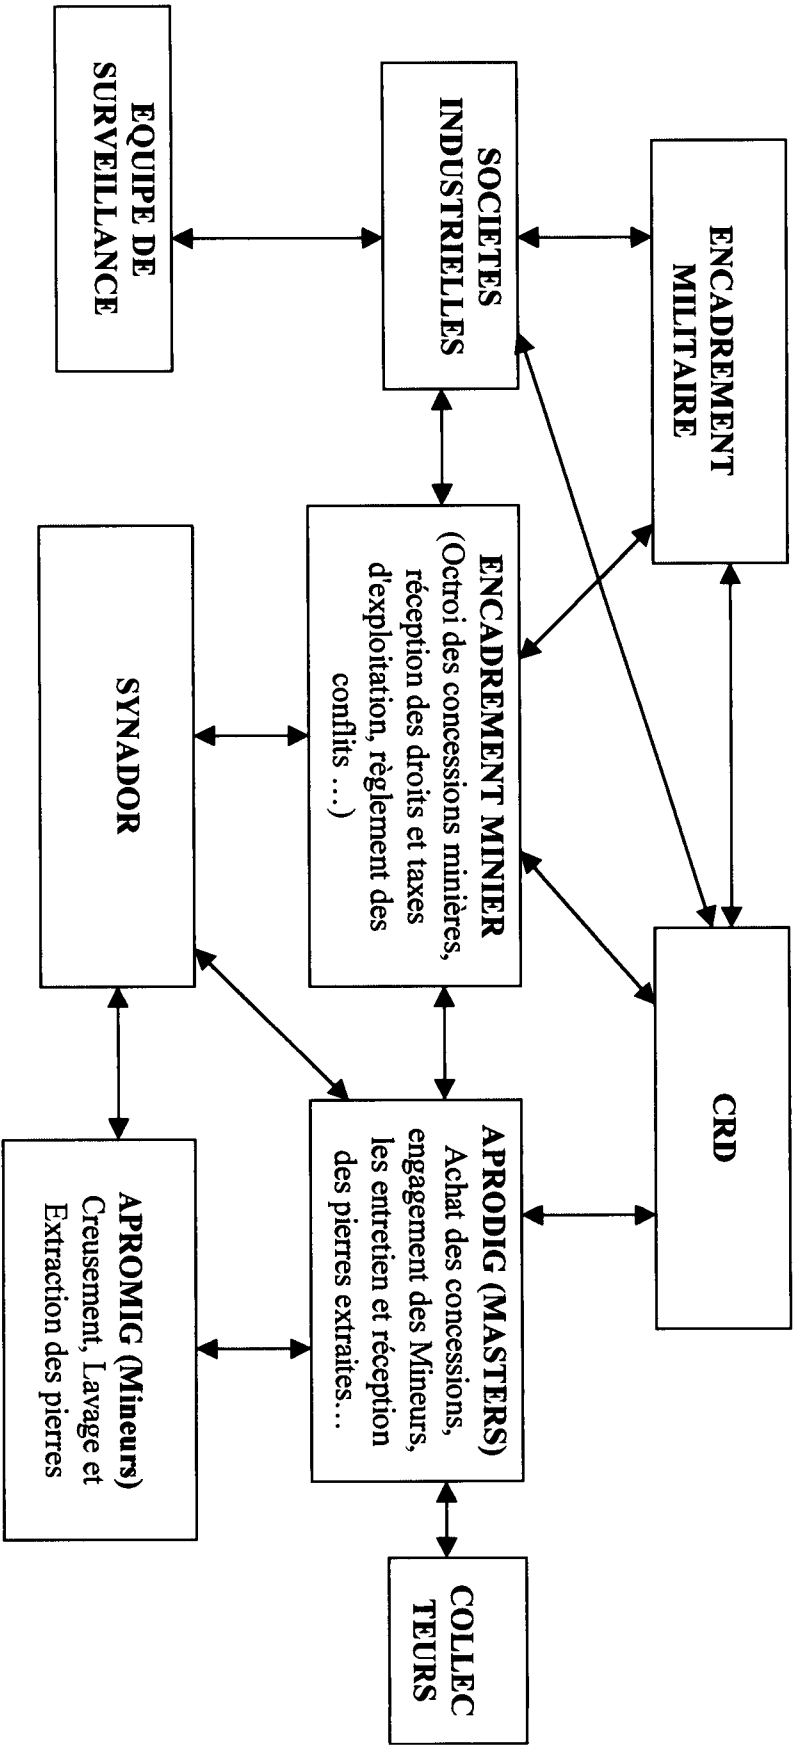 ENCADREMENT
MILITAIRE
CRD
SOCIETES
INDUSTRIELLES
ENCADREMENT MINIER
(Octroi des concessions minières,
réception des droits et taxes
d'exploitation, règlement des
conflits …)
APRODIG (MASTERS)
Achat des concessions,
engagement des Mineurs,
les entretien et réception
des pierres extraites…
COLLEC
TEURS
EQUIPE DE
SURVEILLANCE
SYNADOR
APROMIG (Mineurs)
Creusement, Lavage et
Extraction des pierres